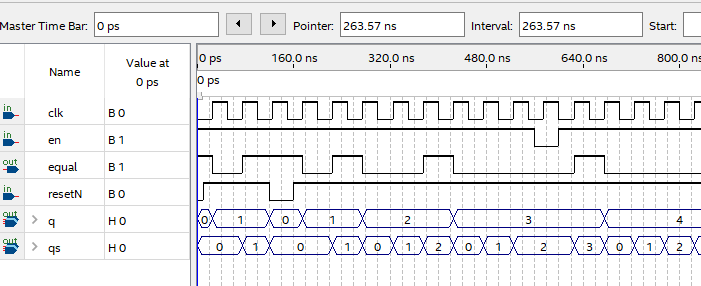 Master Time Bar: 0 ps Pointer: 263.57 ns Interval: 263.57 ns Start:
Name Value at 0 ps
0 ps 160.0 ns 320.0 ns 480.0 ns 640.0 ns 800.0 ns
0 ps
in clk B 0
in en B 1
out equal B 1
in resetN B 0
out > q H 0 0 1 0 1 2 3 4
out > qs H 0 0 1 0 1 0 1 2 0 1 2 3 0 1 2